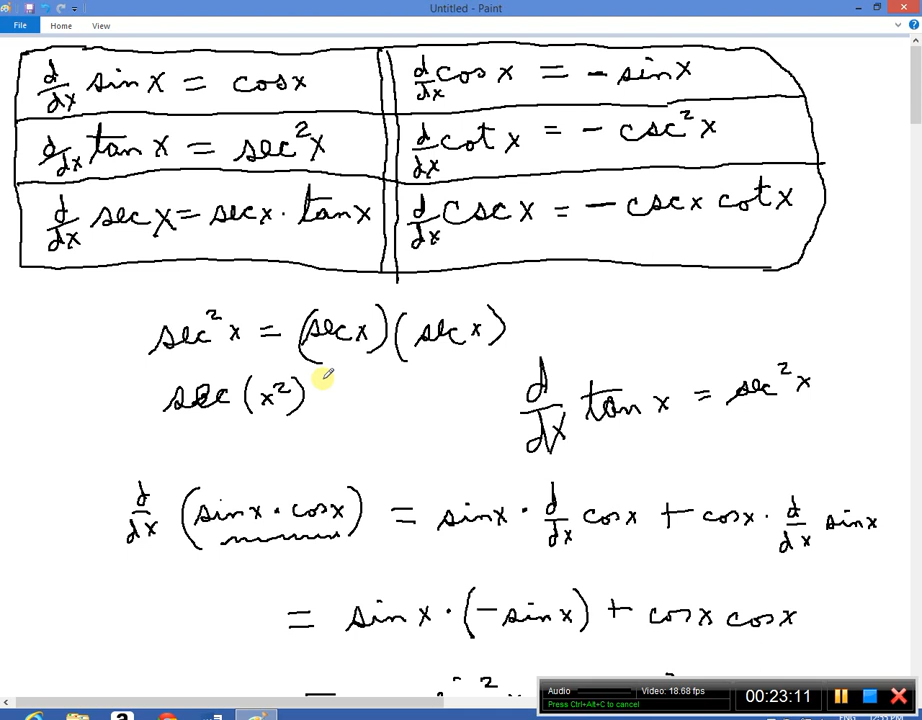 Untitled - Paint
File Home View
d/dx sin x = cos x
d/dx cos x = - sin x
d/dx tan x = sec² x
d/dx cot x = - csc² x
d/dx sec x = sec x · tan x
d/dx csc x = - csc x cot x
sec² x = (sec x)(sec x)
sec (x²)
d/dx tan x = sec² x
d/dx (sin x · cos x) = sin x · d/dx cos x + cos x · d/dx sin x
= sin x · (- sin x) + cos x cos x
Audio
Video: 18.68 fps
Press Ctrl+Alt+C to cancel
00:23:11